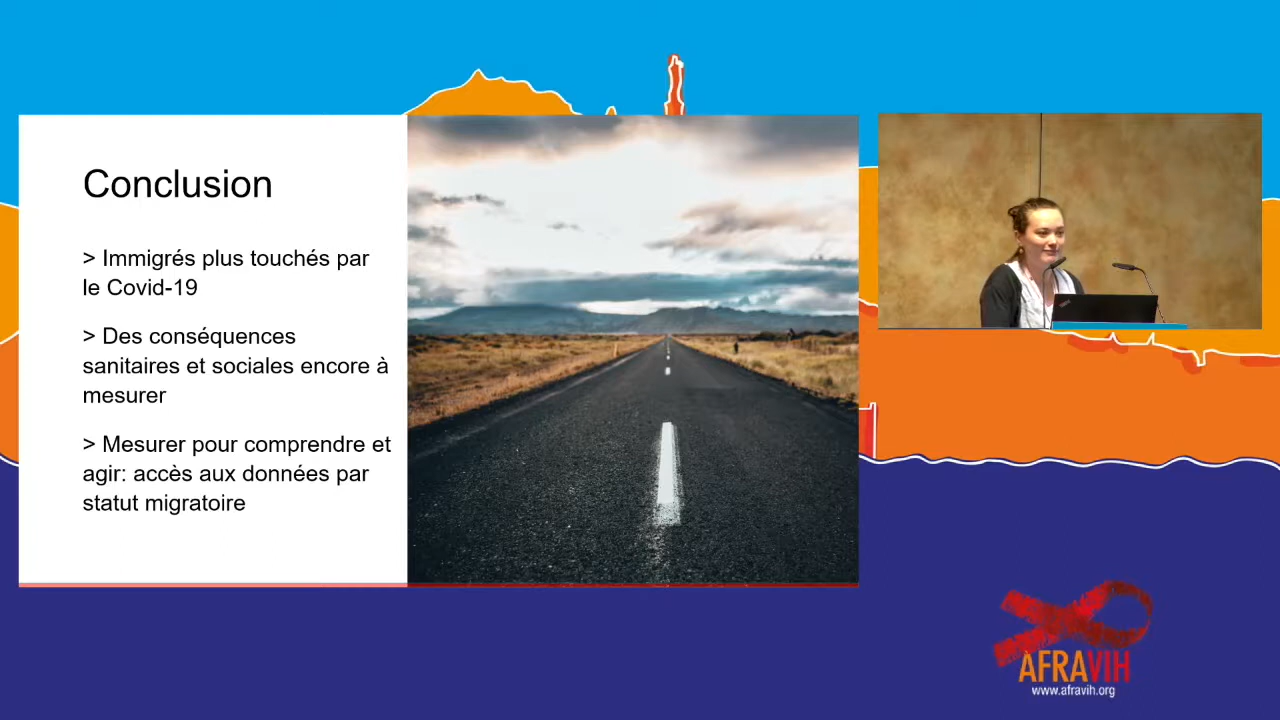 Conclusion
> Immigrés plus touchés par
le Covid-19
> Des conséquences
sanitaires et sociales encore à
mesurer
> Mesurer pour comprendre et
agir: accès aux données par
statut migratoire
AFRAVIH
www.afravih.org